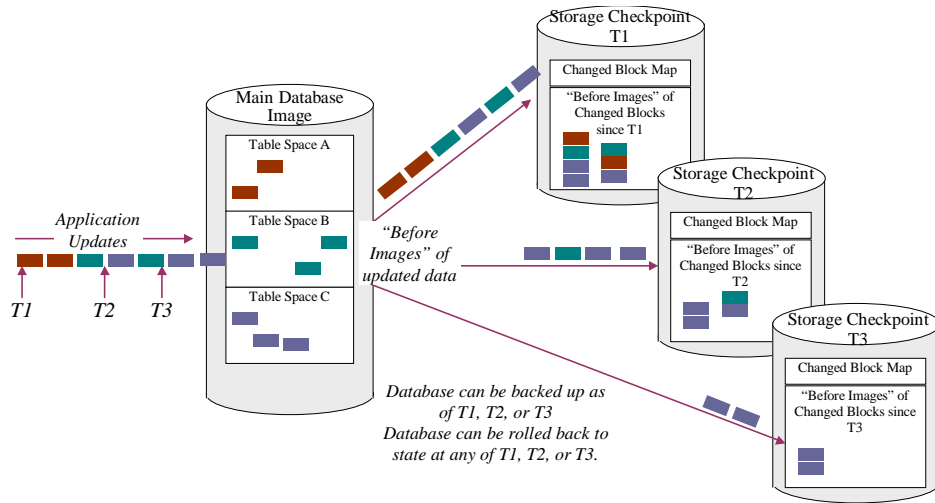 Storage Checkpoint
T1
Changed Block Map
“Before Images” of
Changed Blocks
since T1
Main Database
Image
Table Space A
Table Space B
Table Space C
Application
Updates
T1
T2
T3
“Before
Images” of
updated data
Storage Checkpoint
T2
Changed Block Map
“Before Images” of
Changed Blocks since
T2
Storage Checkpoint
T3
Changed Block Map
“Before Images” of
Changed Blocks since
T3
Database can be backed up as
of T1, T2, or T3
Database can be rolled back to
state at any of T1, T2, or T3.